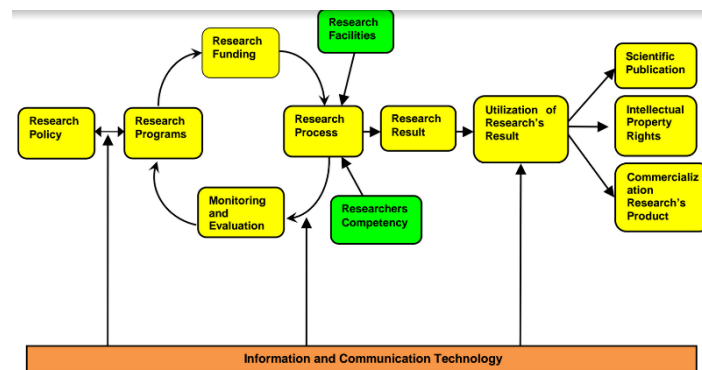 Research
Facilities
Research
Funding
Scientific
Publication
Research
Policy
Research
Programs
Research
Process
Research
Result
Utilization of
Research's
Result
Intellectual
Property
Rights
Monitoring
and
Evaluation
Researchers
Competency
Commercializ
ation
Research's
Product
Information and Communication Technology